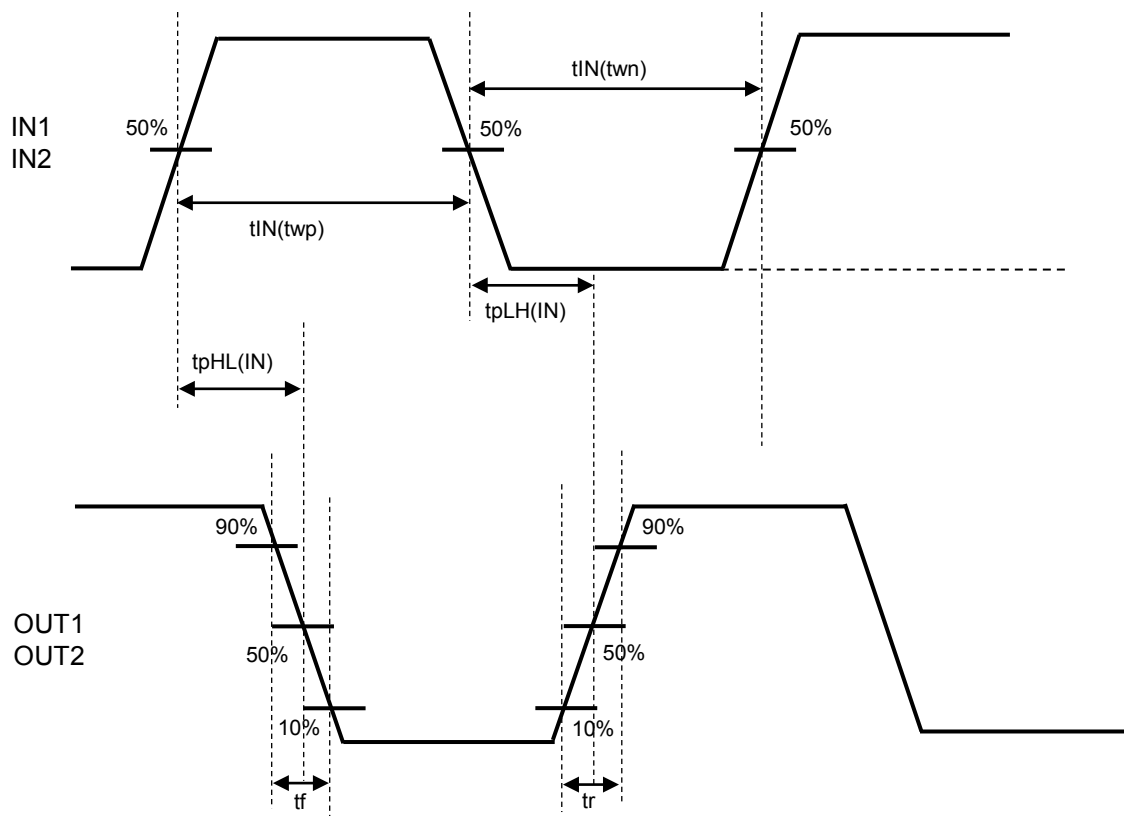 tIN(twn)
50%
50%
50%
IN1
IN2
tIN(twp)
tpLH(IN)
tpHL(IN)
90%
90%
OUT1
OUT2
50%
50%
10%
10%
tf
tr